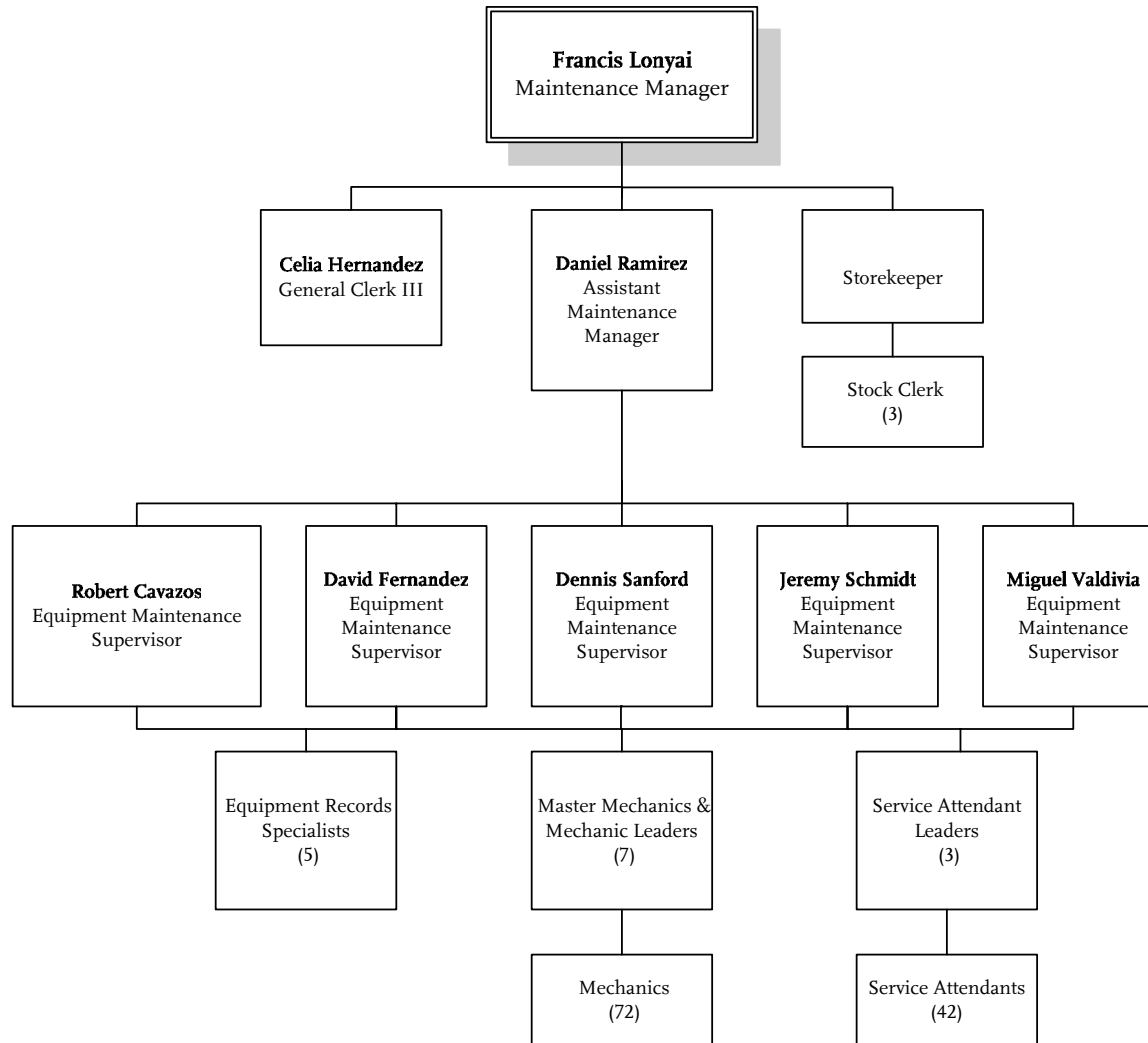 Francis Lonyai
Maintenance Manager
Celia Hernandez
General Clerk III
Daniel Ramirez
Assistant
Maintenance
Manager
Storekeeper
Stock Clerk
(3)
Robert Cavazos
Equipment Maintenance
Supervisor
David Fernandez
Equipment
Maintenance
Supervisor
Dennis Sanford
Equipment
Maintenance
Supervisor
Jeremy Schmidt
Equipment
Maintenance
Supervisor
Miguel Valdivia
Equipment
Maintenance
Supervisor
Equipment Records
Specialists
(5)
Master Mechanics &
Mechanic Leaders
(7)
Service Attendant
Leaders
(3)
Mechanics
(72)
Service Attendants
(42)